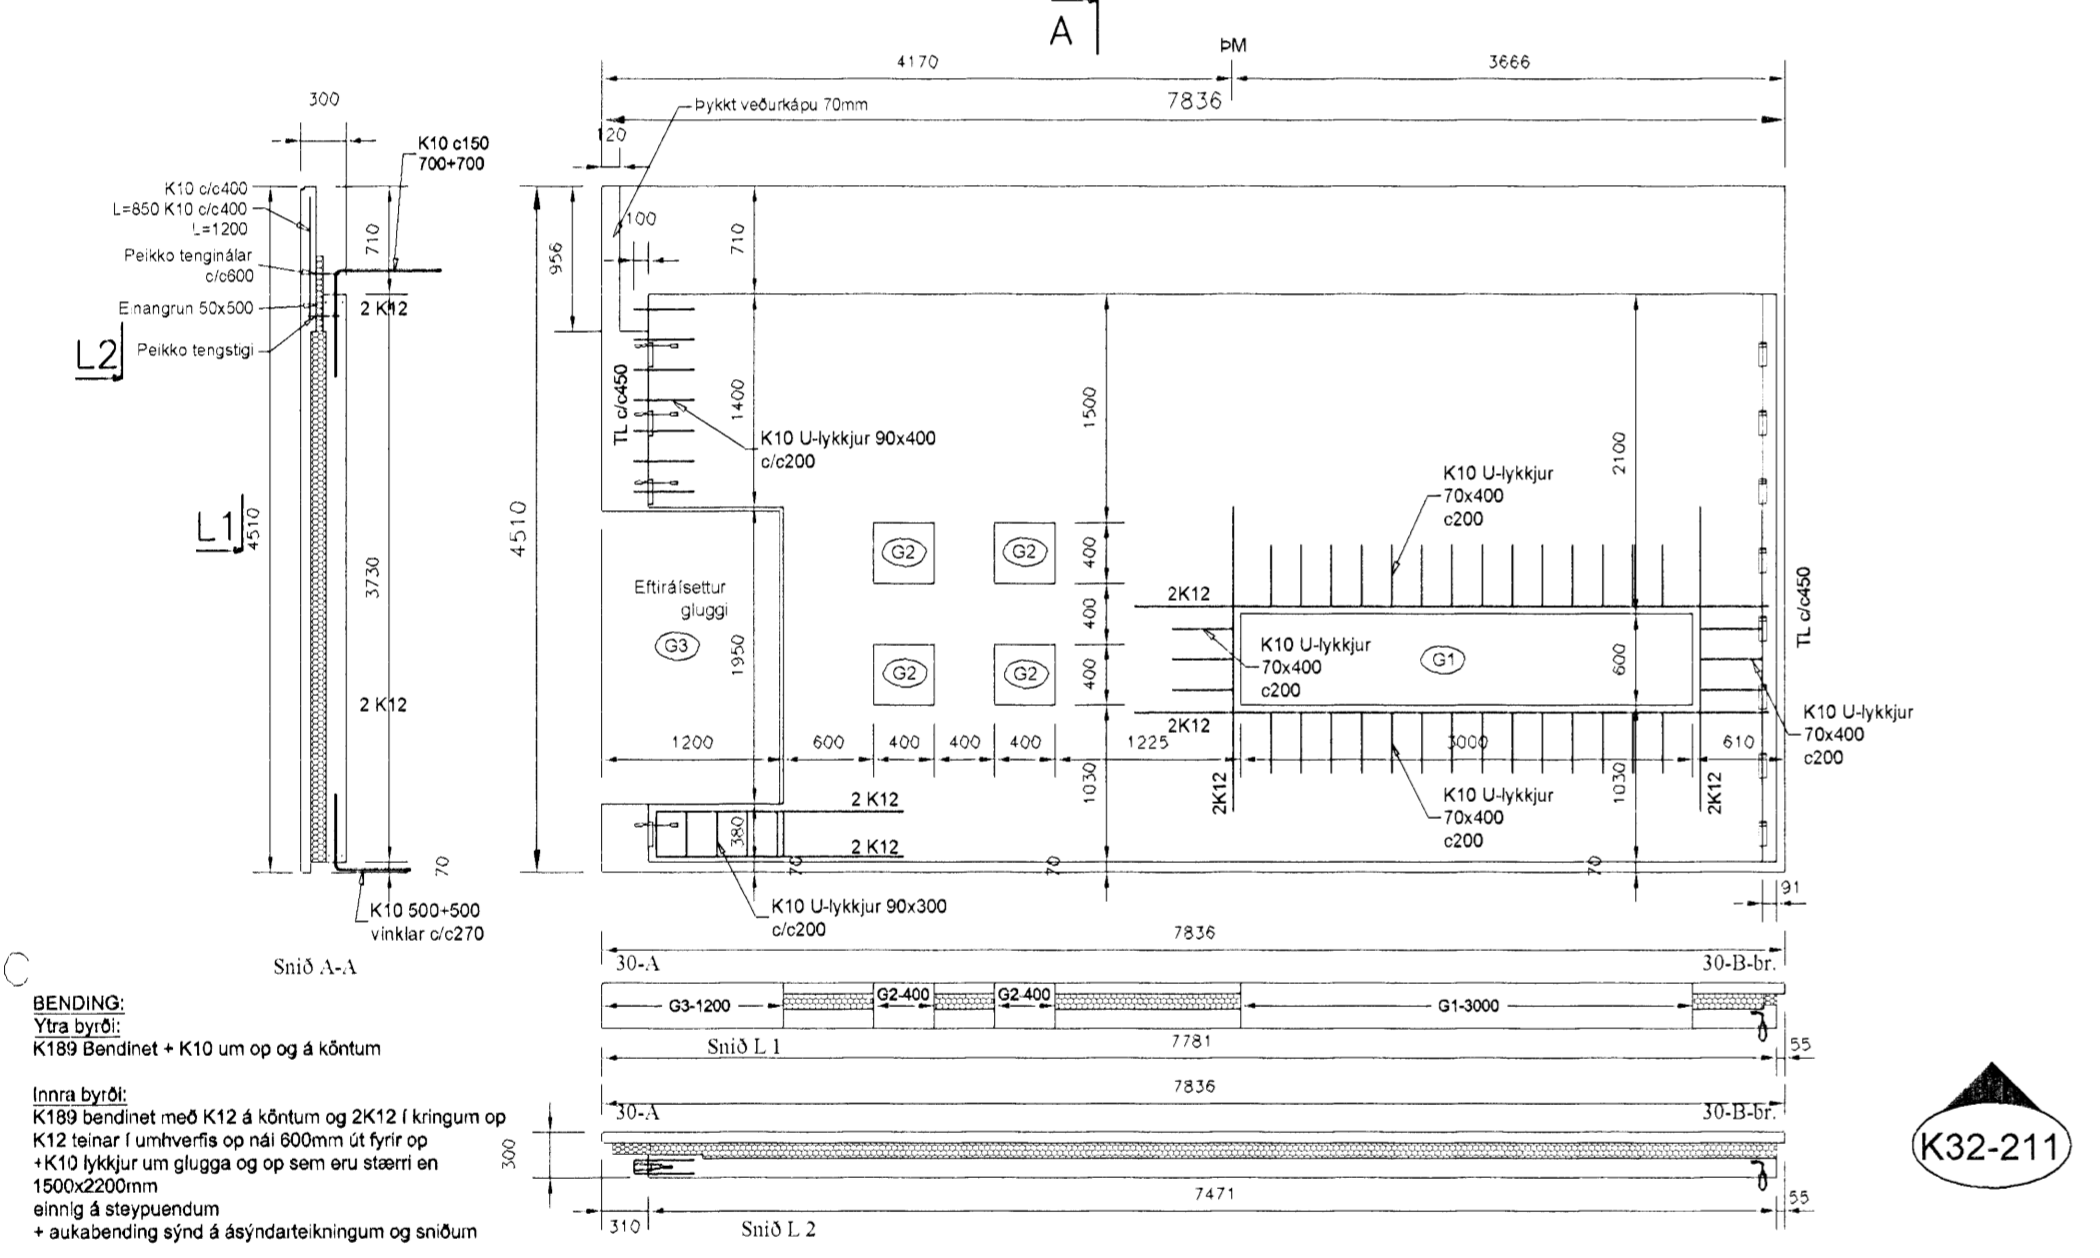 A
ÞM
4170
3666
7836
Þykkt veðurkápu 70mm
120
300
K10 c150
700+700
K10 c/c400
L=850 K10 c/c400
L=1200
Peikko tenginálar
c/c600
Einangrun 50x500
Peikko tengstigi
L2
L1
4510
710
2 K12
3730
2 K12
70
K10 500+500
vinklar c/c270
Snið A-A
4510
956
100
710
TL c/c450
1400
K10 U-lykkjur 90x400
c/c200
1500
2100
K10 U-lykkjur
70x400
c200
Eftiráísettur
gluggi
G3
1950
G2
G2
G2
G2
400
400
400
2K12
K10 U-lykkjur
70x400
c200
G1
600
TL c/c450
2K12
K10 U-lykkjur
70x400
c200
1200
600
400
400
400
1225
3000
610
2K12
2K12
1030
1030
K10 U-lykkjur
70x400
c200
2 K12
380
2 K12
70
70
70
91
K10 U-lykkjur 90x300
c/c200
7836
30-A
30-B-br.
G3-1200
G2-400
G2-400
G1-3000
Snið L 1
7781
55
7836
30-A
30-B-br.
300
7471
55
310
Snið L 2
BENDING:
Ytra byrði:
K189 Bendinet + K10 um op og á köntum
Innra byrði:
K189 bendinet með K12 á köntum og 2K12 í kringum op
K12 teinar í umhverfis op nái 600mm út fyrir op
+K10 lykkjur um glugga og op sem eru stærri en
1500x2200mm
einnig á steypuendum
+ aukabending sýnd á ásýndarteikningum og sniðum
K32-211